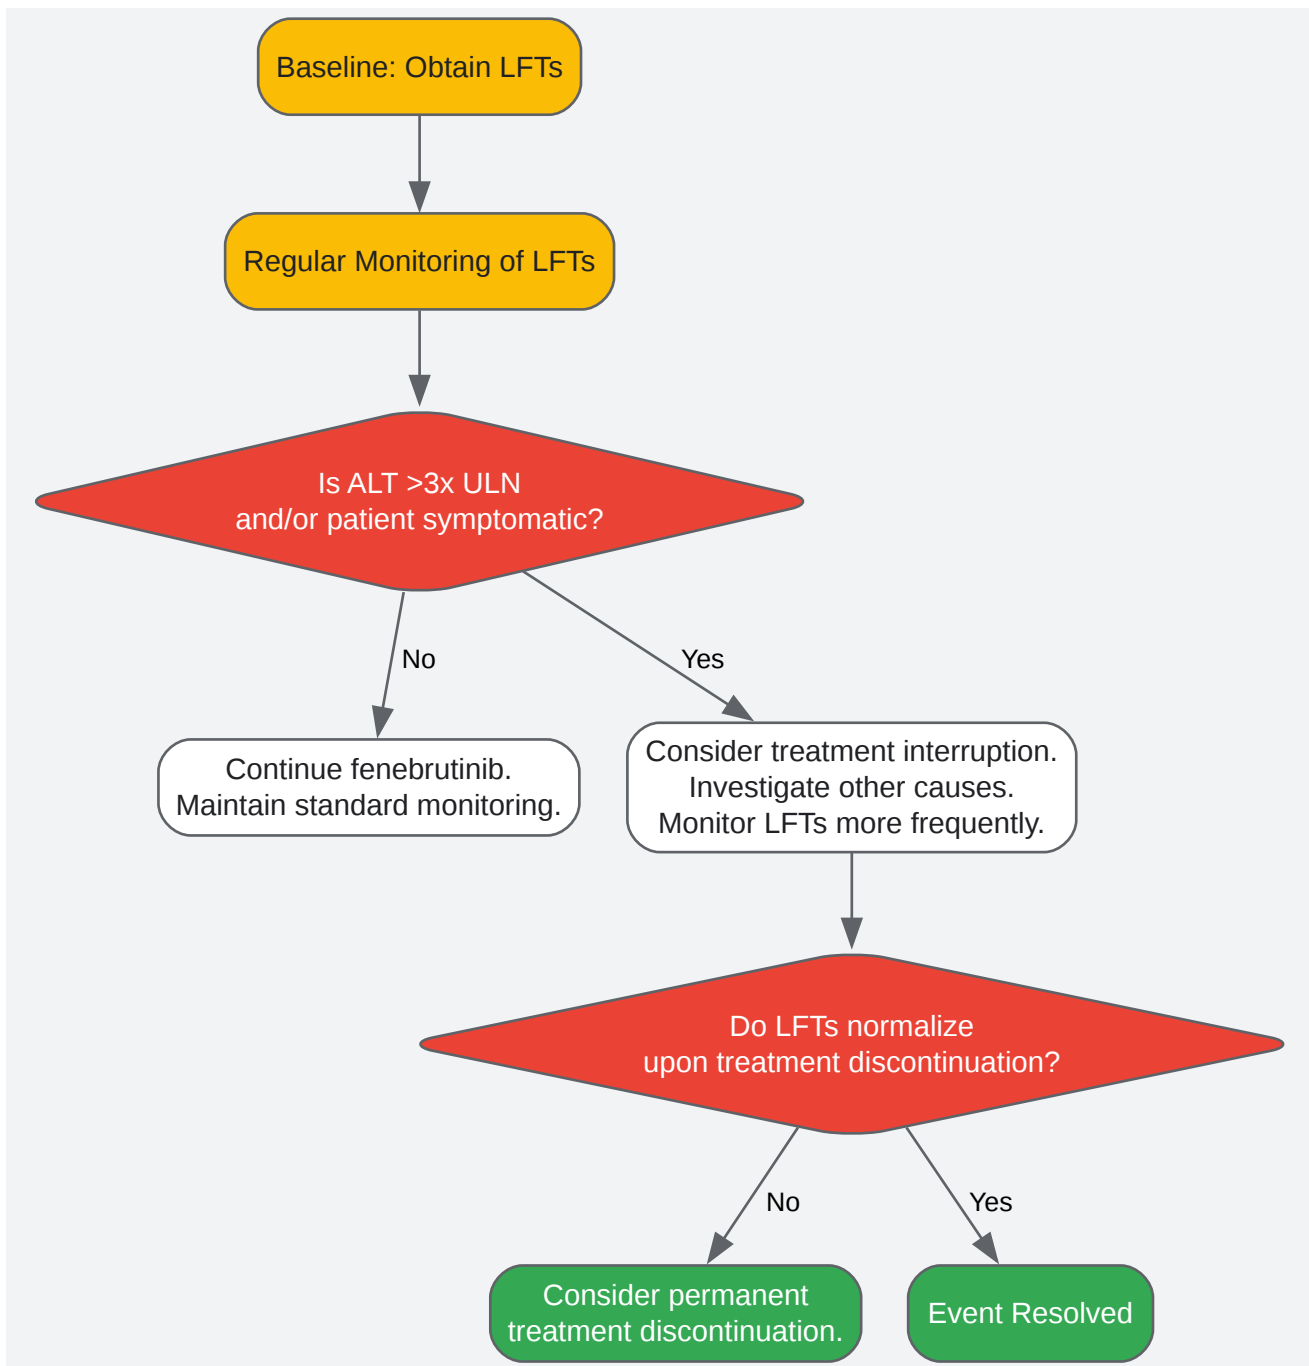 Baseline: Obtain LFTs
Regular Monitoring of LFTs
Is ALT >3x ULN
and/or patient symptomatic?
No
Yes
Continue fenebrutinib.
Maintain standard monitoring.
Consider treatment interruption.
Investigate other causes.
Monitor LFTs more frequently.
Do LFTs normalize
upon treatment discontinuation?
No
Yes
Consider permanent
treatment discontinuation.
Event Resolved